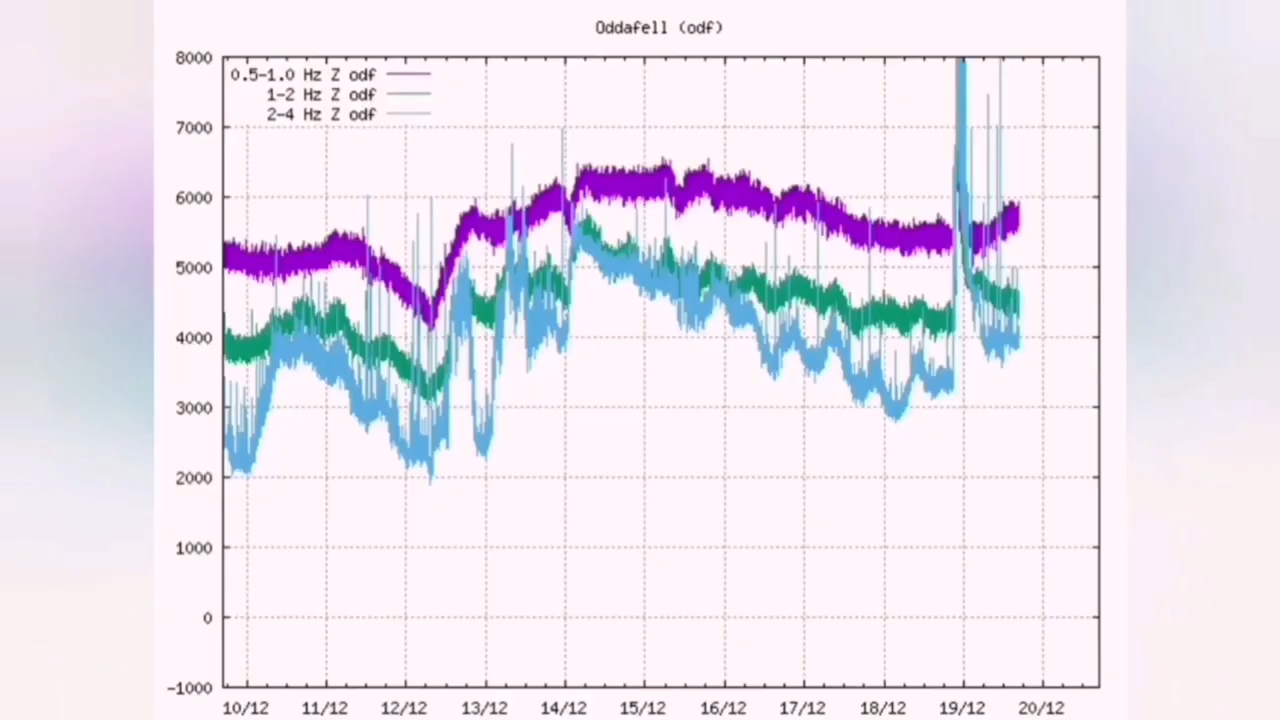 Oddafell (odf)
8000
0.5-1.0 Hz Z odf
1-2 Hz Z odf
2-4 Hz Z odf
7000
6000
5000
4000
3000
2000
1000
0
-1000
10/12 11/12 12/12 13/12 14/12 15/12 16/12 17/12 18/12 19/12 20/12